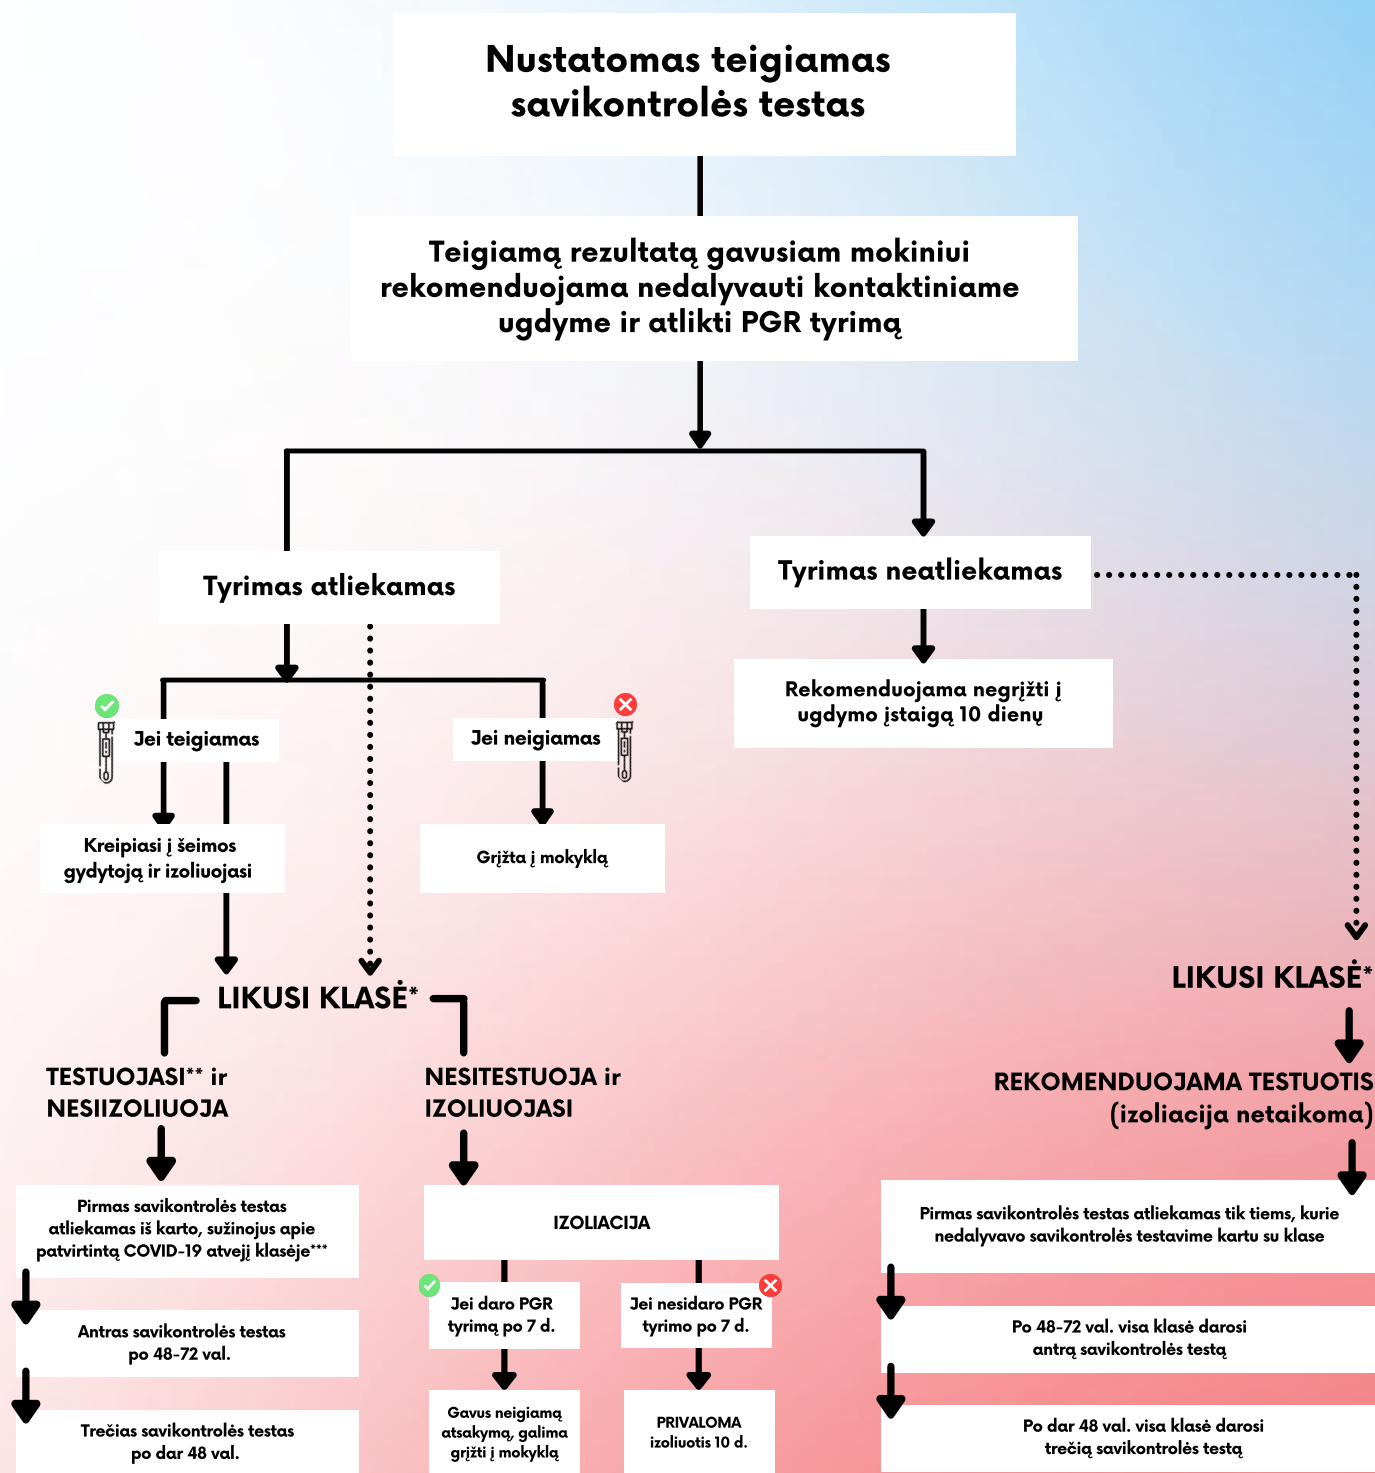 Nustatomas teigiamas
savikontrolės testas
Teigiamą rezultatą gavusiam mokiniui
rekomenduojama nedalyvauti kontaktiniame
ugdyme ir atlikti PGR tyrimą
Tyrimas atliekamas
Tyrimas neatliekamas
Rekomenduojama negrįžti į
ugdymo įstaigą 10 dienų
Jei teigiamas
Jei neigiamas
Kreipiasi į šeimos
gydytoją ir izoliuojasi
Grįžta į mokyklą
LIKUSI KLASĖ*
LIKUSI KLASĖ*
TESTUOJASI** ir
NESIIZOLIUOJA
NESITESTUOJA ir
IZOLIUOJASI
REKOMENDUOJAMA TESTUOTIS
(izoliacija netaikoma)
Pirmas savikontrolės testas
atliekamas iš karto, sužinojus apie
patvirtintą COVID-19 atvejį klasėje***
Antras savikontrolės testas
po 48-72 val.
Trečias savikontrolės testas
po dar 48 val.
IZOLIACIJA
Jei daro PGR
tyrimą po 7 d.
Jei nesidaro PGR
tyrimo po 7 d.
Gavus neigiamą
atsakymą, galima
grįžti į mokyklą
PRIVALOMA
izoliuotis 10 d.
Pirmas savikontrolės testas atliekamas tik tiems, kurie
nedalyvavo savikontrolės testavime kartu su klase
Po 48-72 val. visa klasė darosi
antrą savikontrolės testą
Po dar 48 val. visa klasė darosi
trečią savikontrolės testą